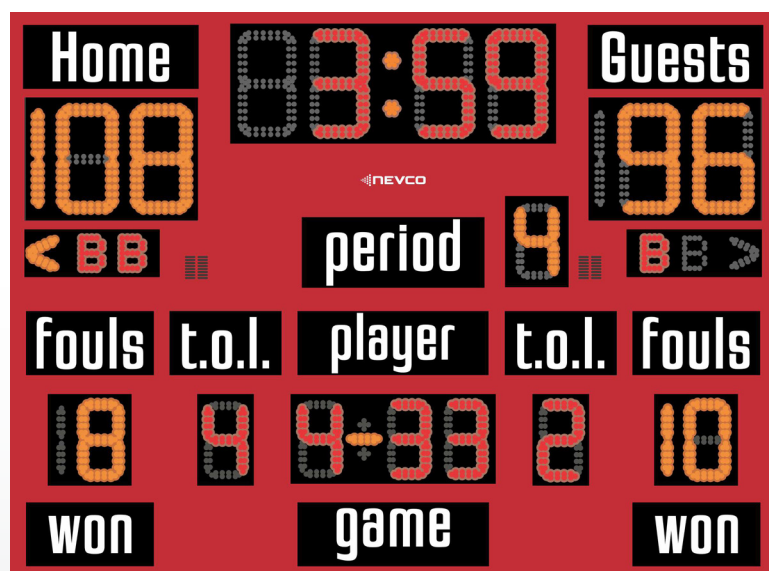 Home
3:59
Guests
108
96
NEVCO
period
4
< B B
B B >
fouls
t.o.l.
player
t.o.l.
fouls
8
4
4-33
2
10
won
game
won